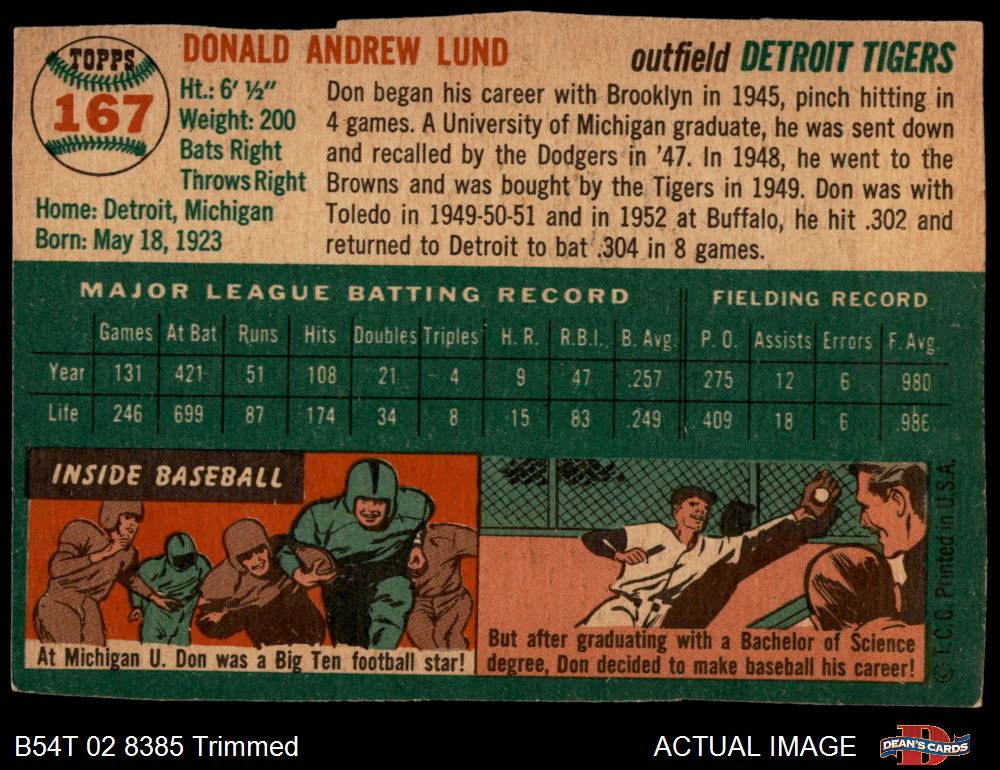 TOPPS
167
DONALD ANDREW LUND
outfield DETROIT TIGERS
Ht.: 6' ½"
Weight: 200
Bats Right
Throws Right
Home: Detroit, Michigan
Born: May 18, 1923
Don began his career with Brooklyn in 1945, pinch hitting in
4 games. A University of Michigan graduate, he was sent down
and recalled by the Dodgers in '47. In 1948, he went to the
Browns and was bought by the Tigers in 1949. Don was with
Toledo in 1949-50-51 and in 1952 at Buffalo, he hit .302 and
returned to Detroit to bat .304 in 8 games.
MAJOR LEAGUE BATTING RECORD FIELDING RECORD
Games At Bat Runs Hits Doubles Triples H. R. R.B.I. B. Avg. P. O. Assists Errors F. Avg.
Year 131 421 51 108 21 4 9 47 .257 275 12 6 .980
Life 246 699 87 174 34 8 15 83 .249 409 18 6 .986
INSIDE BASEBALL
At Michigan U. Don was a Big Ten football star!
But after graduating with a Bachelor of Science
degree, Don decided to make baseball his career!
© T. C. G. Printed in U.S.A.
B54T 02 8385 Trimmed
ACTUAL IMAGE
DEAN'S CARDS